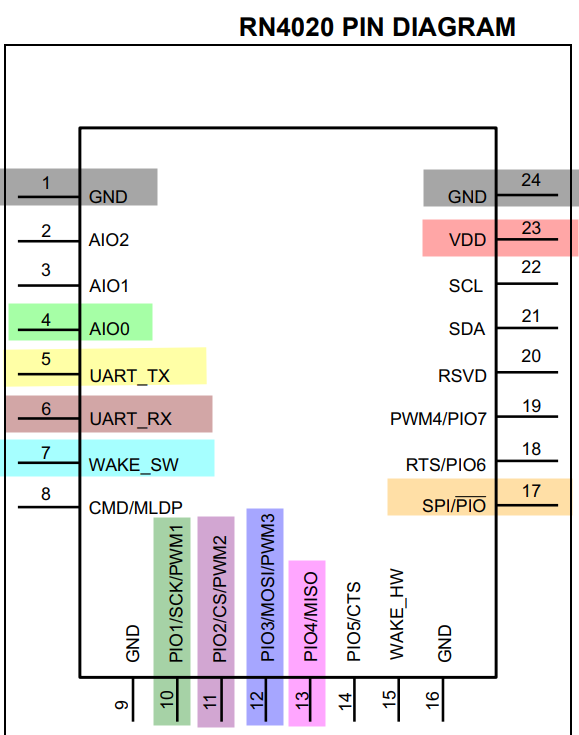 RN4020 PIN DIAGRAM
1 GND
2 AIO2
3 AIO1
4 AIO0
5 UART_TX
6 UART_RX
7 WAKE_SW
8 CMD/MLDP
GND 24
VDD 23
SCL 22
SDA 21
RSVD 20
PWM4/PIO7 19
RTS/PIO6 18
SPI/PIO 17
GND 9
PIO1/SCK/PWM1 10
PIO2/CS/PWM2 11
PIO3/MOSI/PWM3 12
PIO4/MISO 13
PIO5/CTS 14
WAKE_HW 15
GND 16